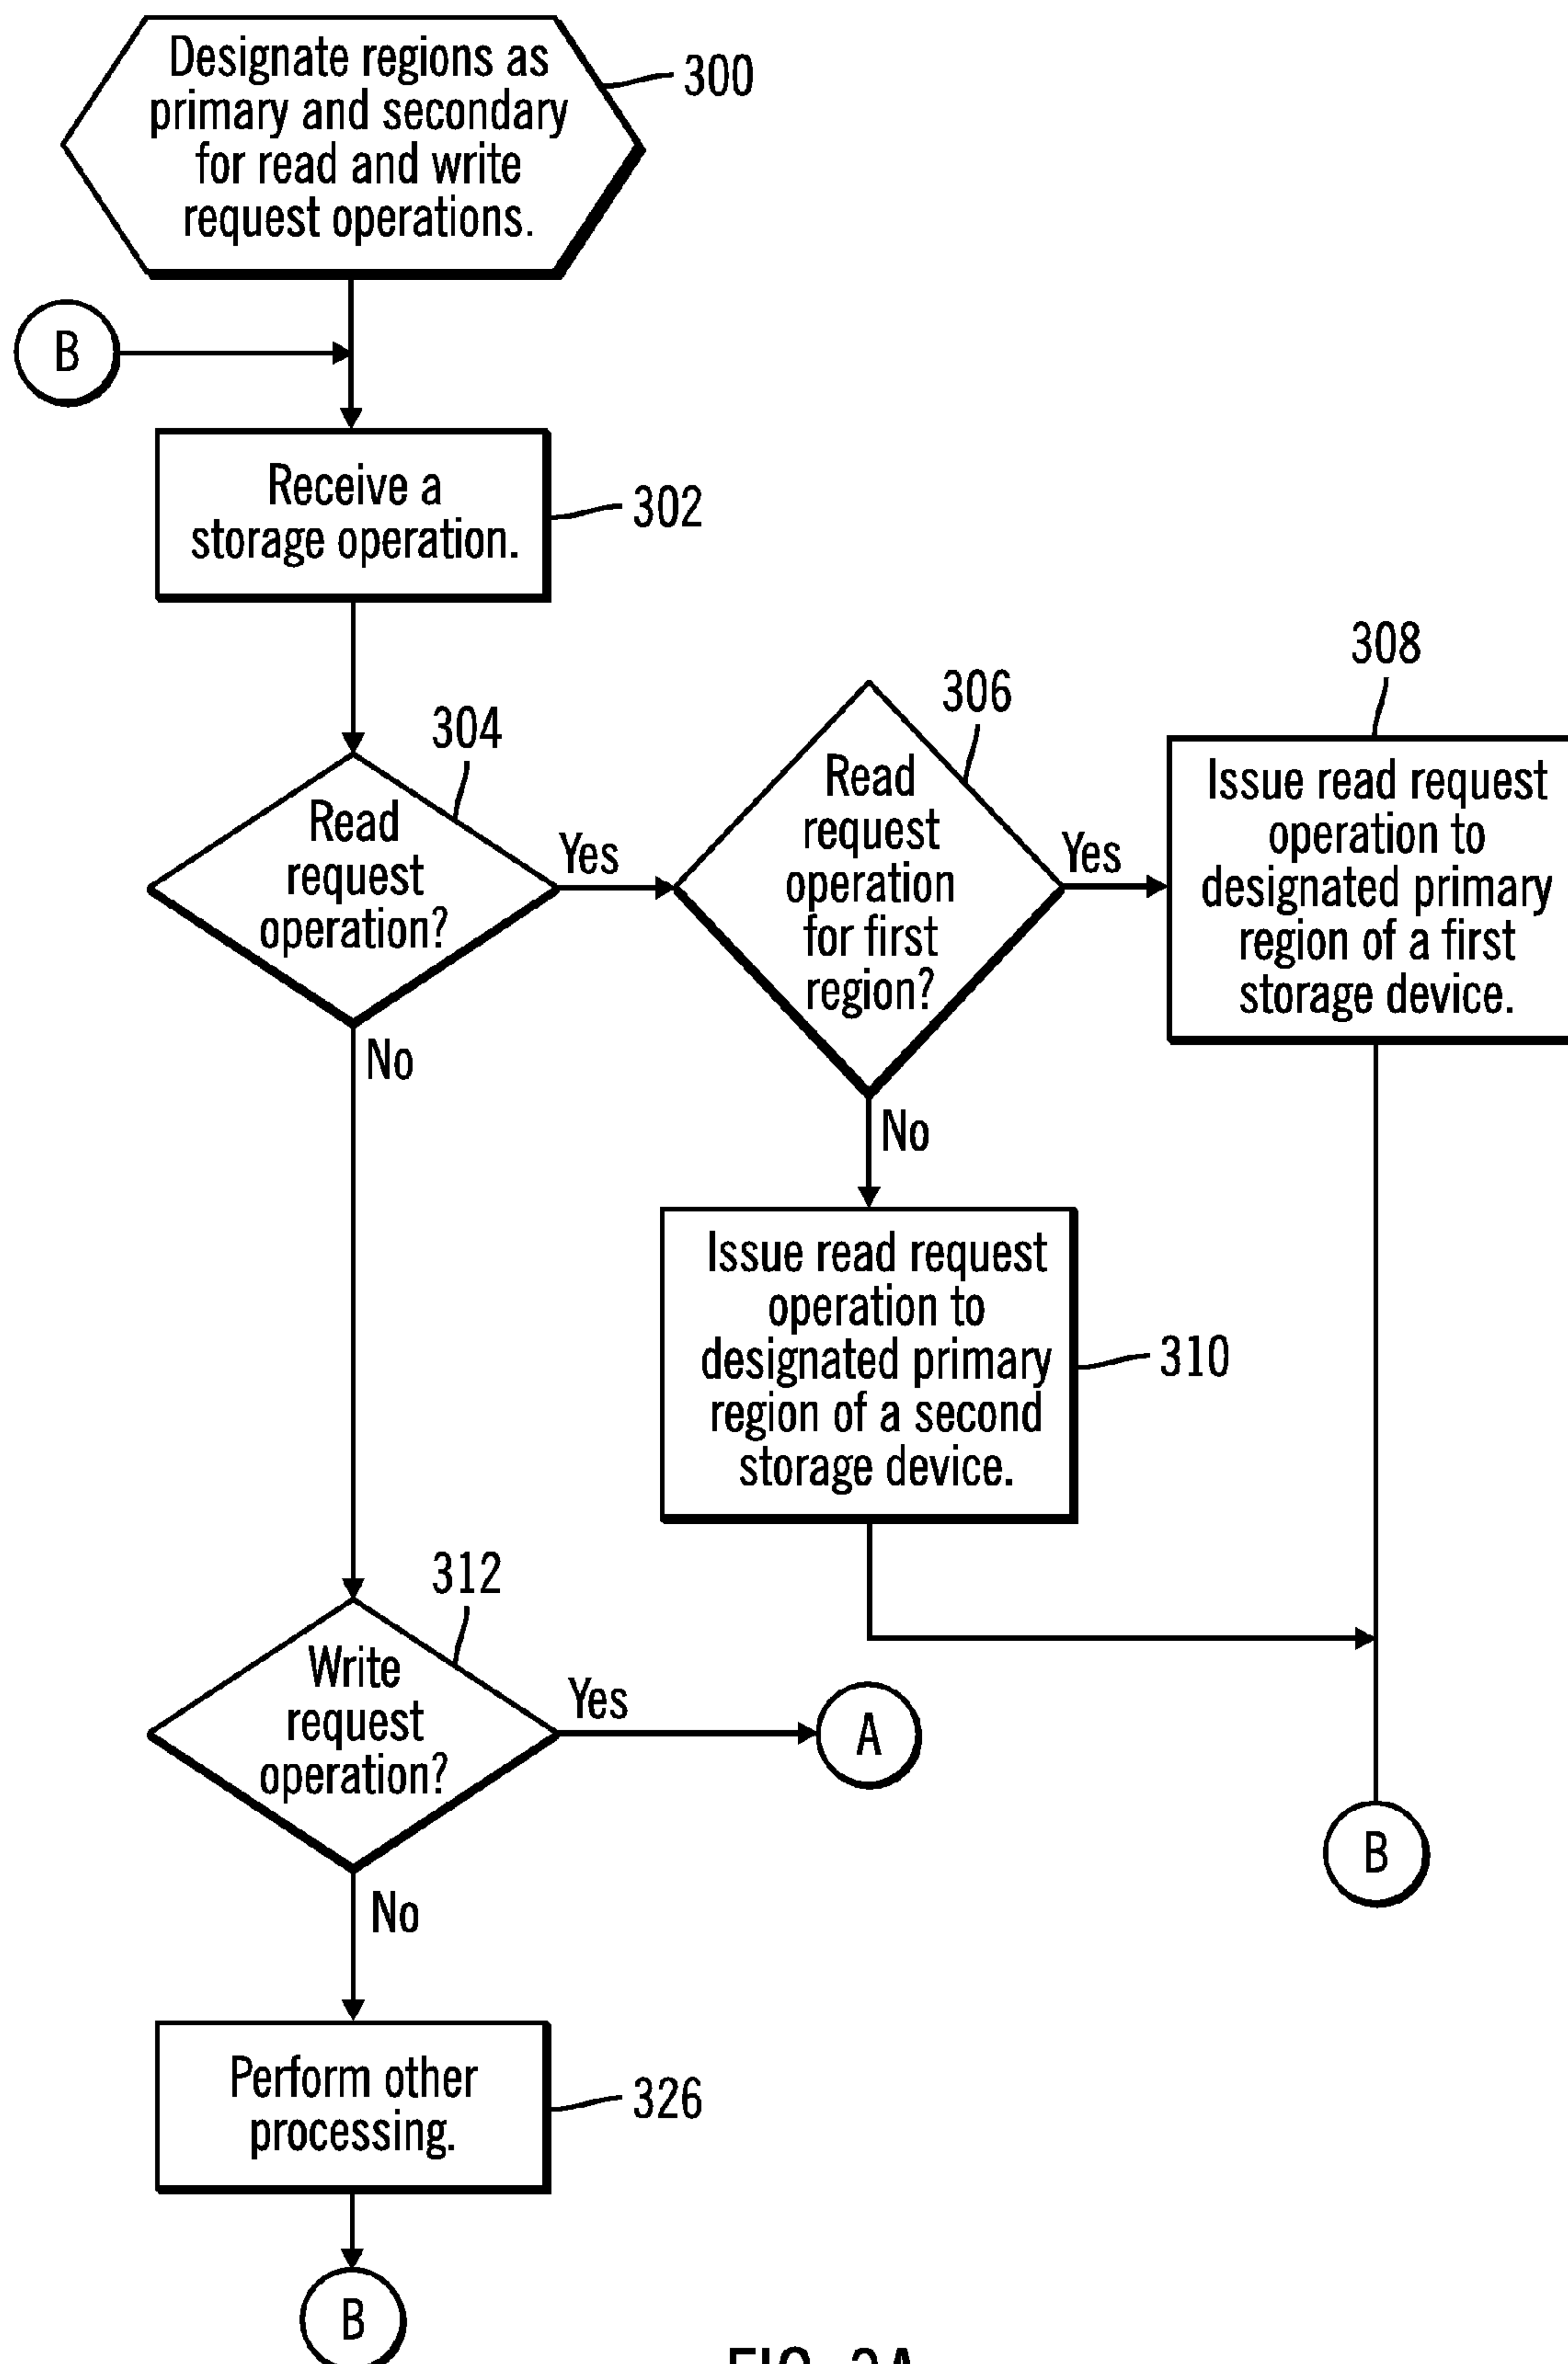 Designate regions as
primary and secondary
for read and write
request operations.
300
B
Receive a
storage operation.
302
304
Read
request
operation?
Yes
No
306
Read
request
operation
for first
region?
Yes
No
308
Issue read request
operation to
designated primary
region of a first
storage device.
Issue read request
operation to
designated primary
region of a second
storage device.
310
312
Write
request
operation?
Yes
A
B
No
Perform other
processing.
326
B